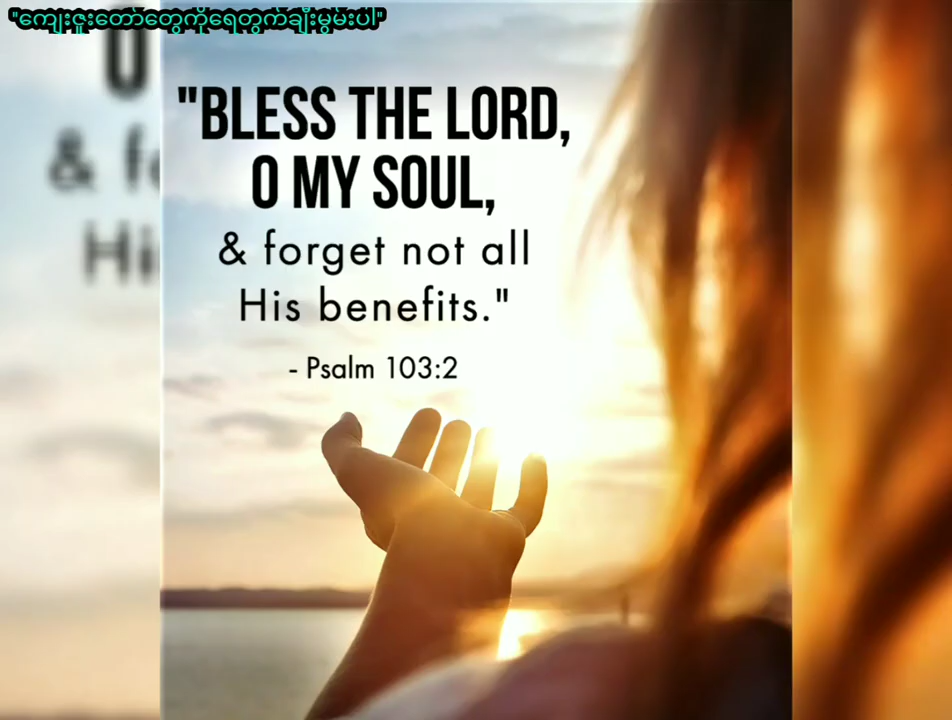 "ကျေးဇူးတော်တွေကိုရေတွက်ချီးမွမ်းပါ"
"BLESS THE LORD,
O MY SOUL,
& forget not all
His benefits."
- Psalm 103:2